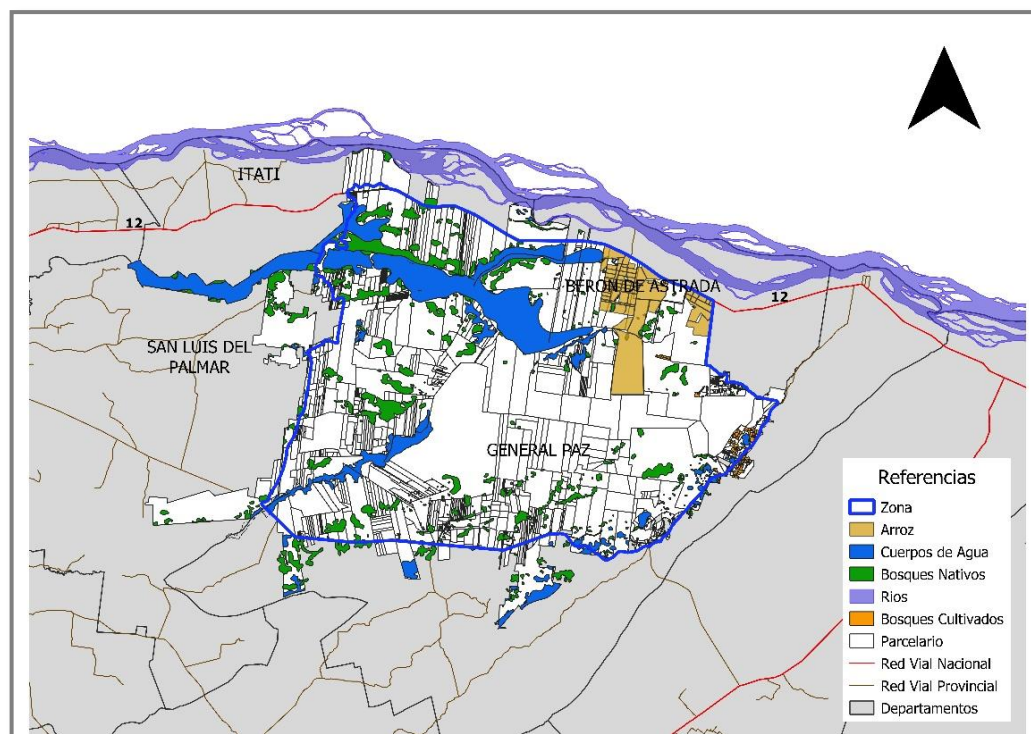 ITATI
12
BERON DE ASTRADA
12
SAN LUIS DEL
PALMAR
GENERAL PAZ
Referencias
Zona
Arroz
Cuerpos de Agua
Bosques Nativos
Rios
Bosques Cultivados
Parcelario
Red Vial Nacional
Red Vial Provincial
Departamentos